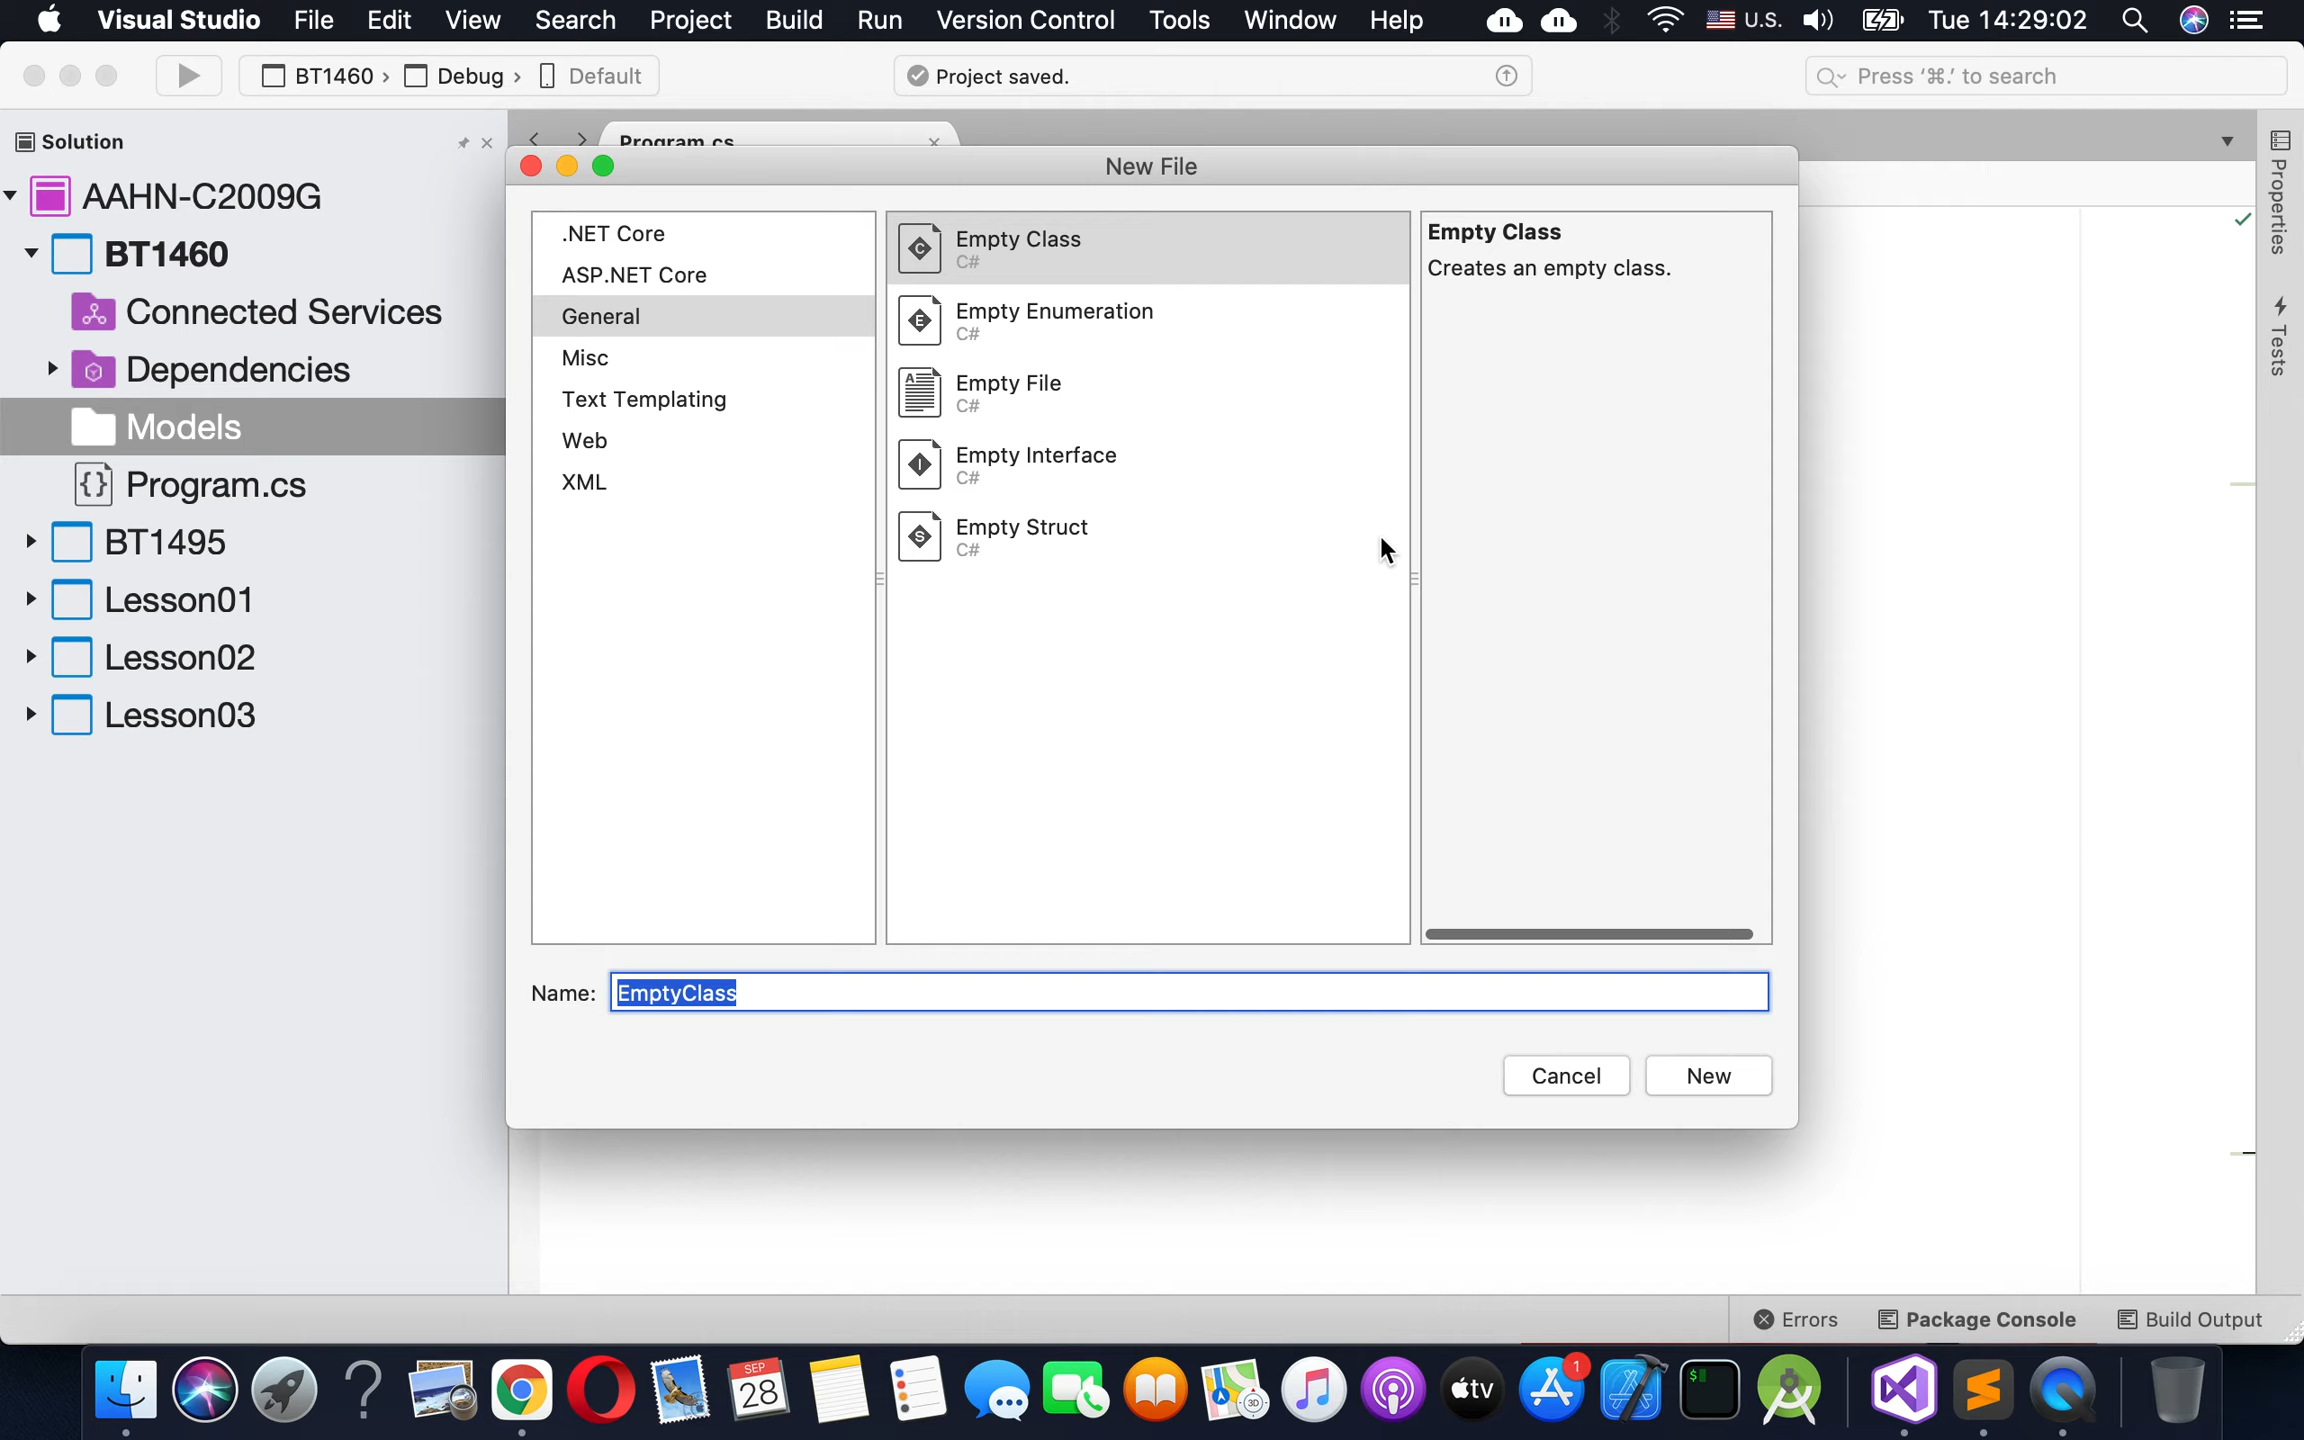 Visual Studio File Edit View Search Project Build Run Version Control Tools Window Help U.S. Tue 14:29:02
BT1460 › Debug › Default
Project saved.
Press ‘⌘.’ to search
Solution
Program.cs
AAHN-C2009G
BT1460
Connected Services
Dependencies
Models
Program.cs
BT1495
Lesson01
Lesson02
Lesson03
New File
.NET Core
ASP.NET Core
General
Misc
Text Templating
Web
XML
Empty Class
C#
Empty Enumeration
C#
Empty File
C#
Empty Interface
C#
Empty Struct
C#
Empty Class
Creates an empty class.
Name: EmptyClass
Cancel New
Properties
Tests
Errors Package Console Build Output
SEP
28
3D
tv
1
$